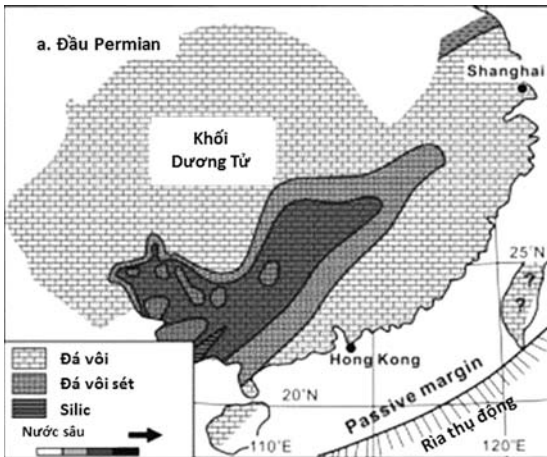 a. Đầu Permian
Shanghai
Khối
Dương Tử
25°N
?
?
Đá vôi
Đá vôi sét
Silic
Nước sâu
Hong Kong
20°N
110°E
120°E
Passive margin
Rìa thụ động